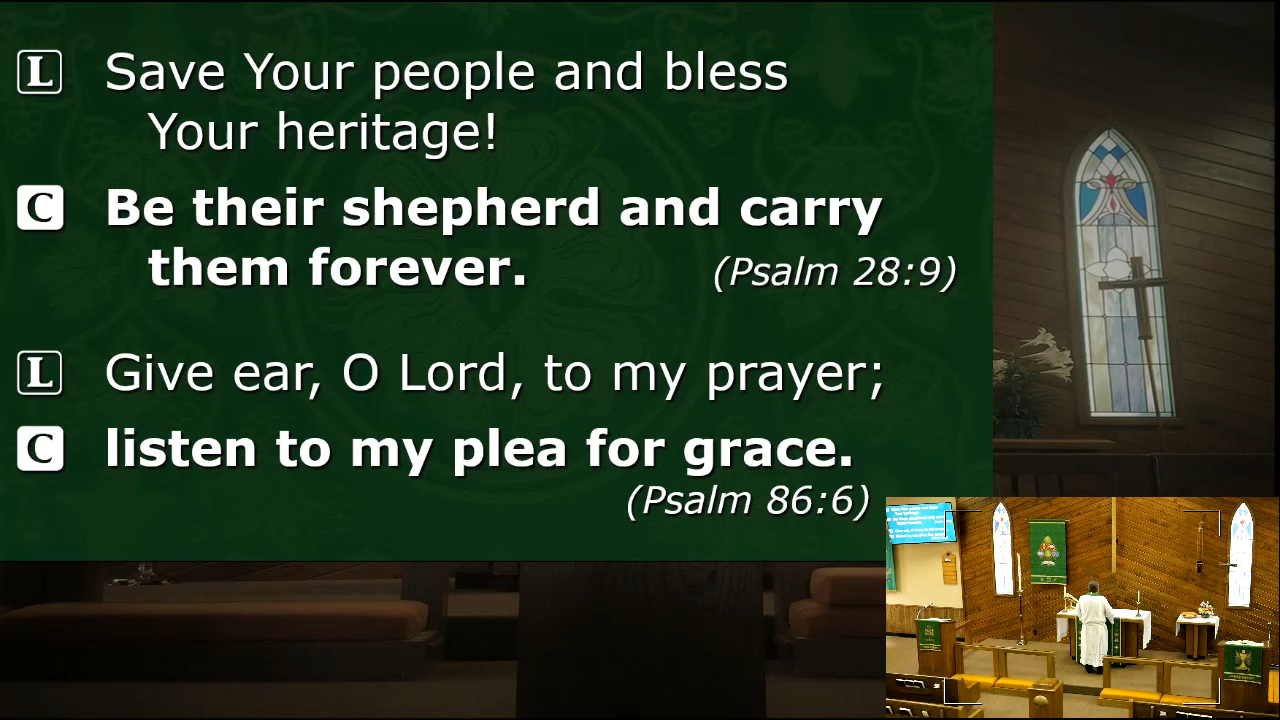 L Save Your people and bless
Your heritage!
C Be their shepherd and carry
them forever. (Psalm 28:9)
L Give ear, O Lord, to my prayer;
C listen to my plea for grace.
(Psalm 86:6)